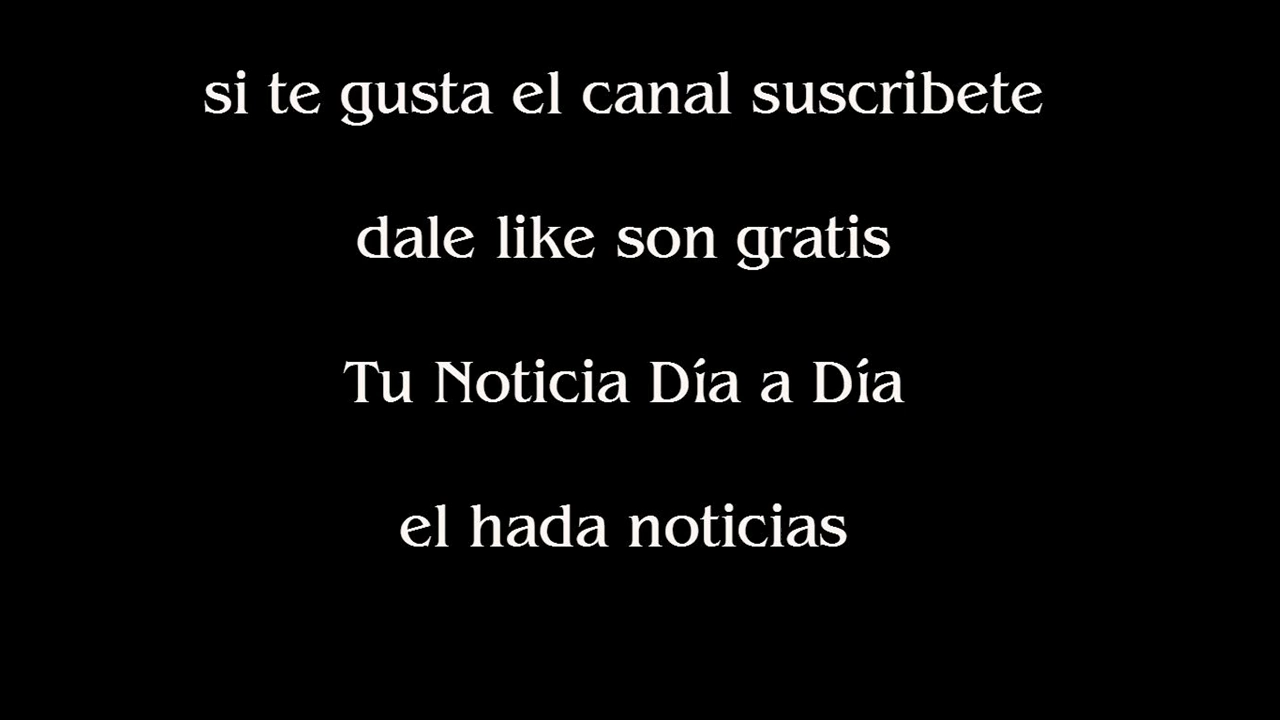 si te gusta el canal suscribete
dale like son gratis
Tu Noticia Día a Día
el hada noticias